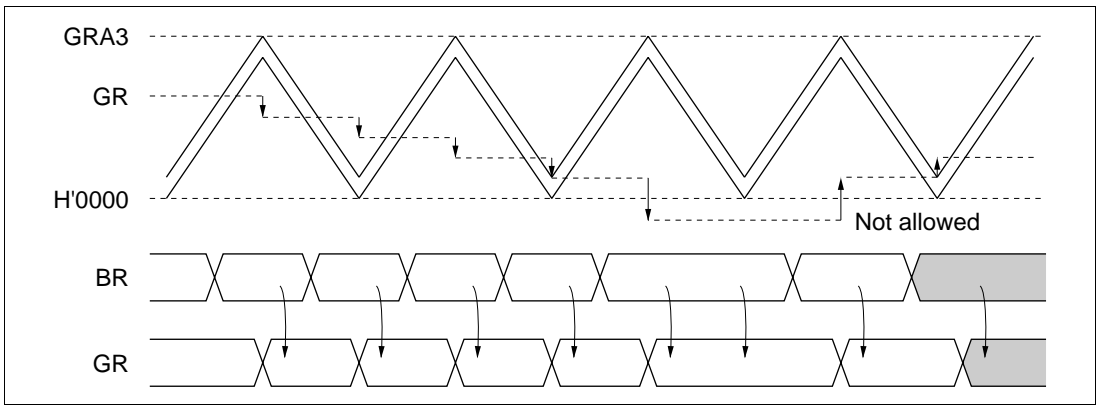 GRA3
GR
H'0000
Not allowed
BR
GR